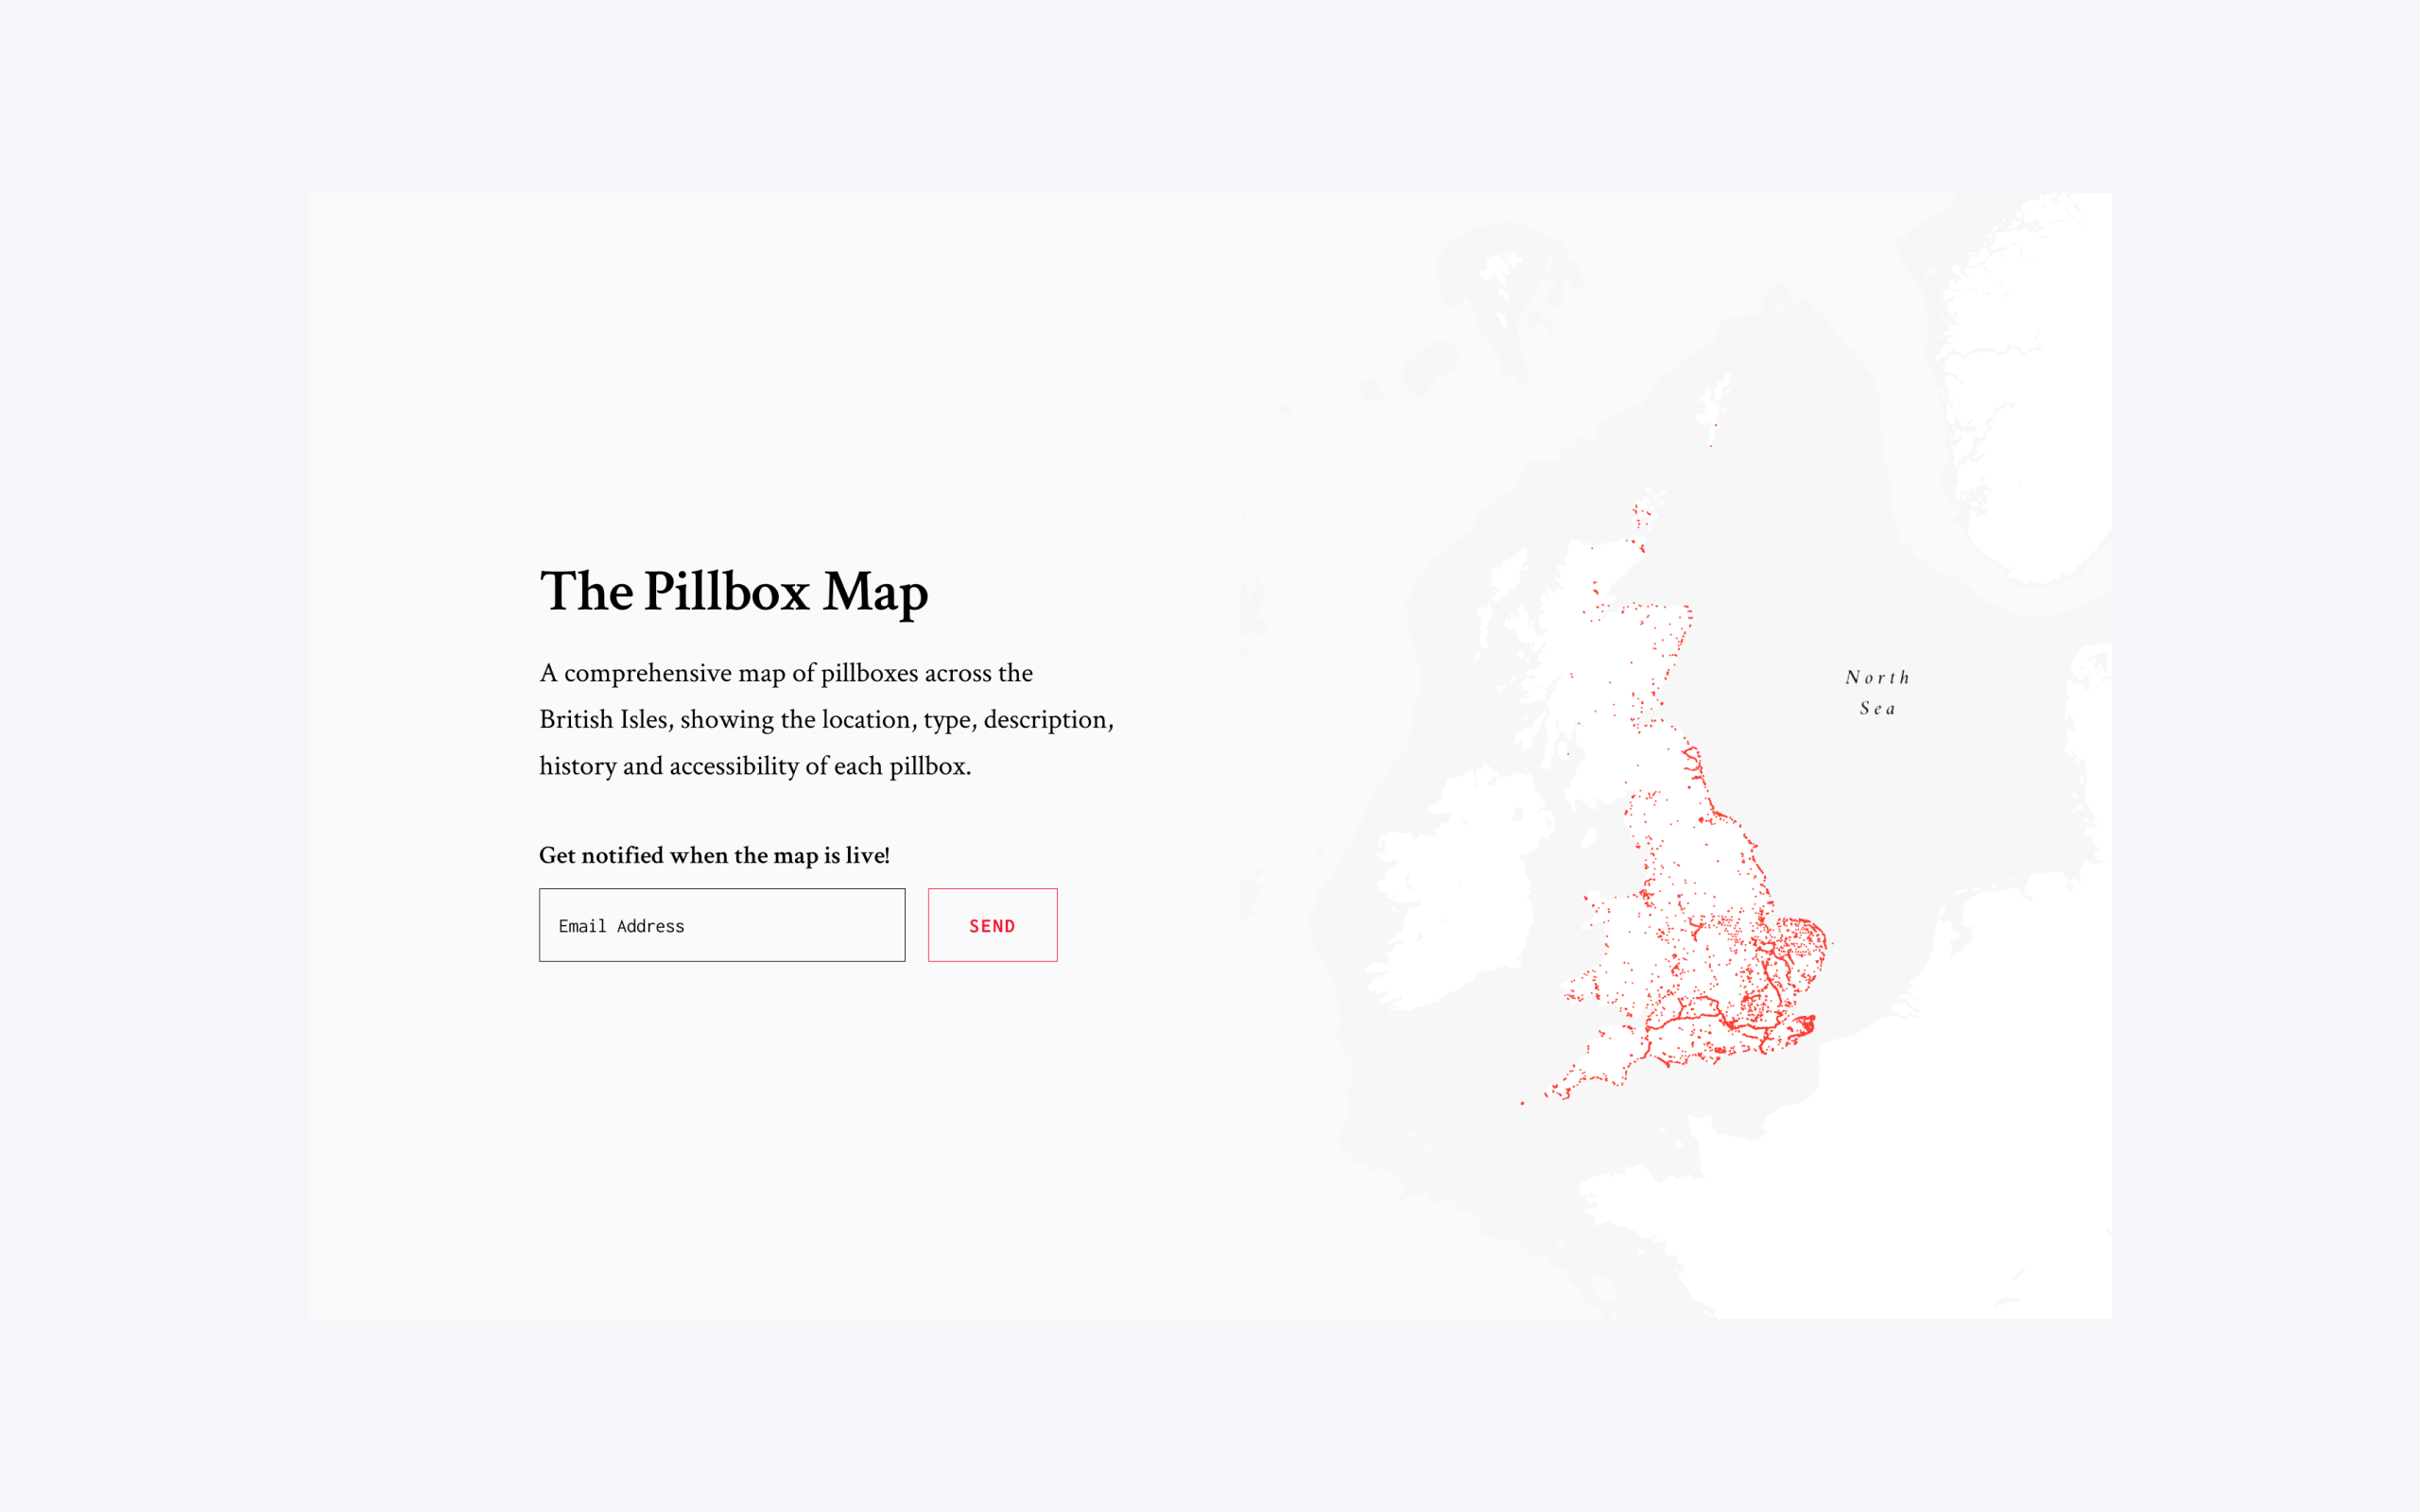 The Pillbox Map
A comprehensive map of pillboxes across the
British Isles, showing the location, type, description,
history and accessibility of each pillbox.
Get notified when the map is live!
Email Address
SEND
North
Sea